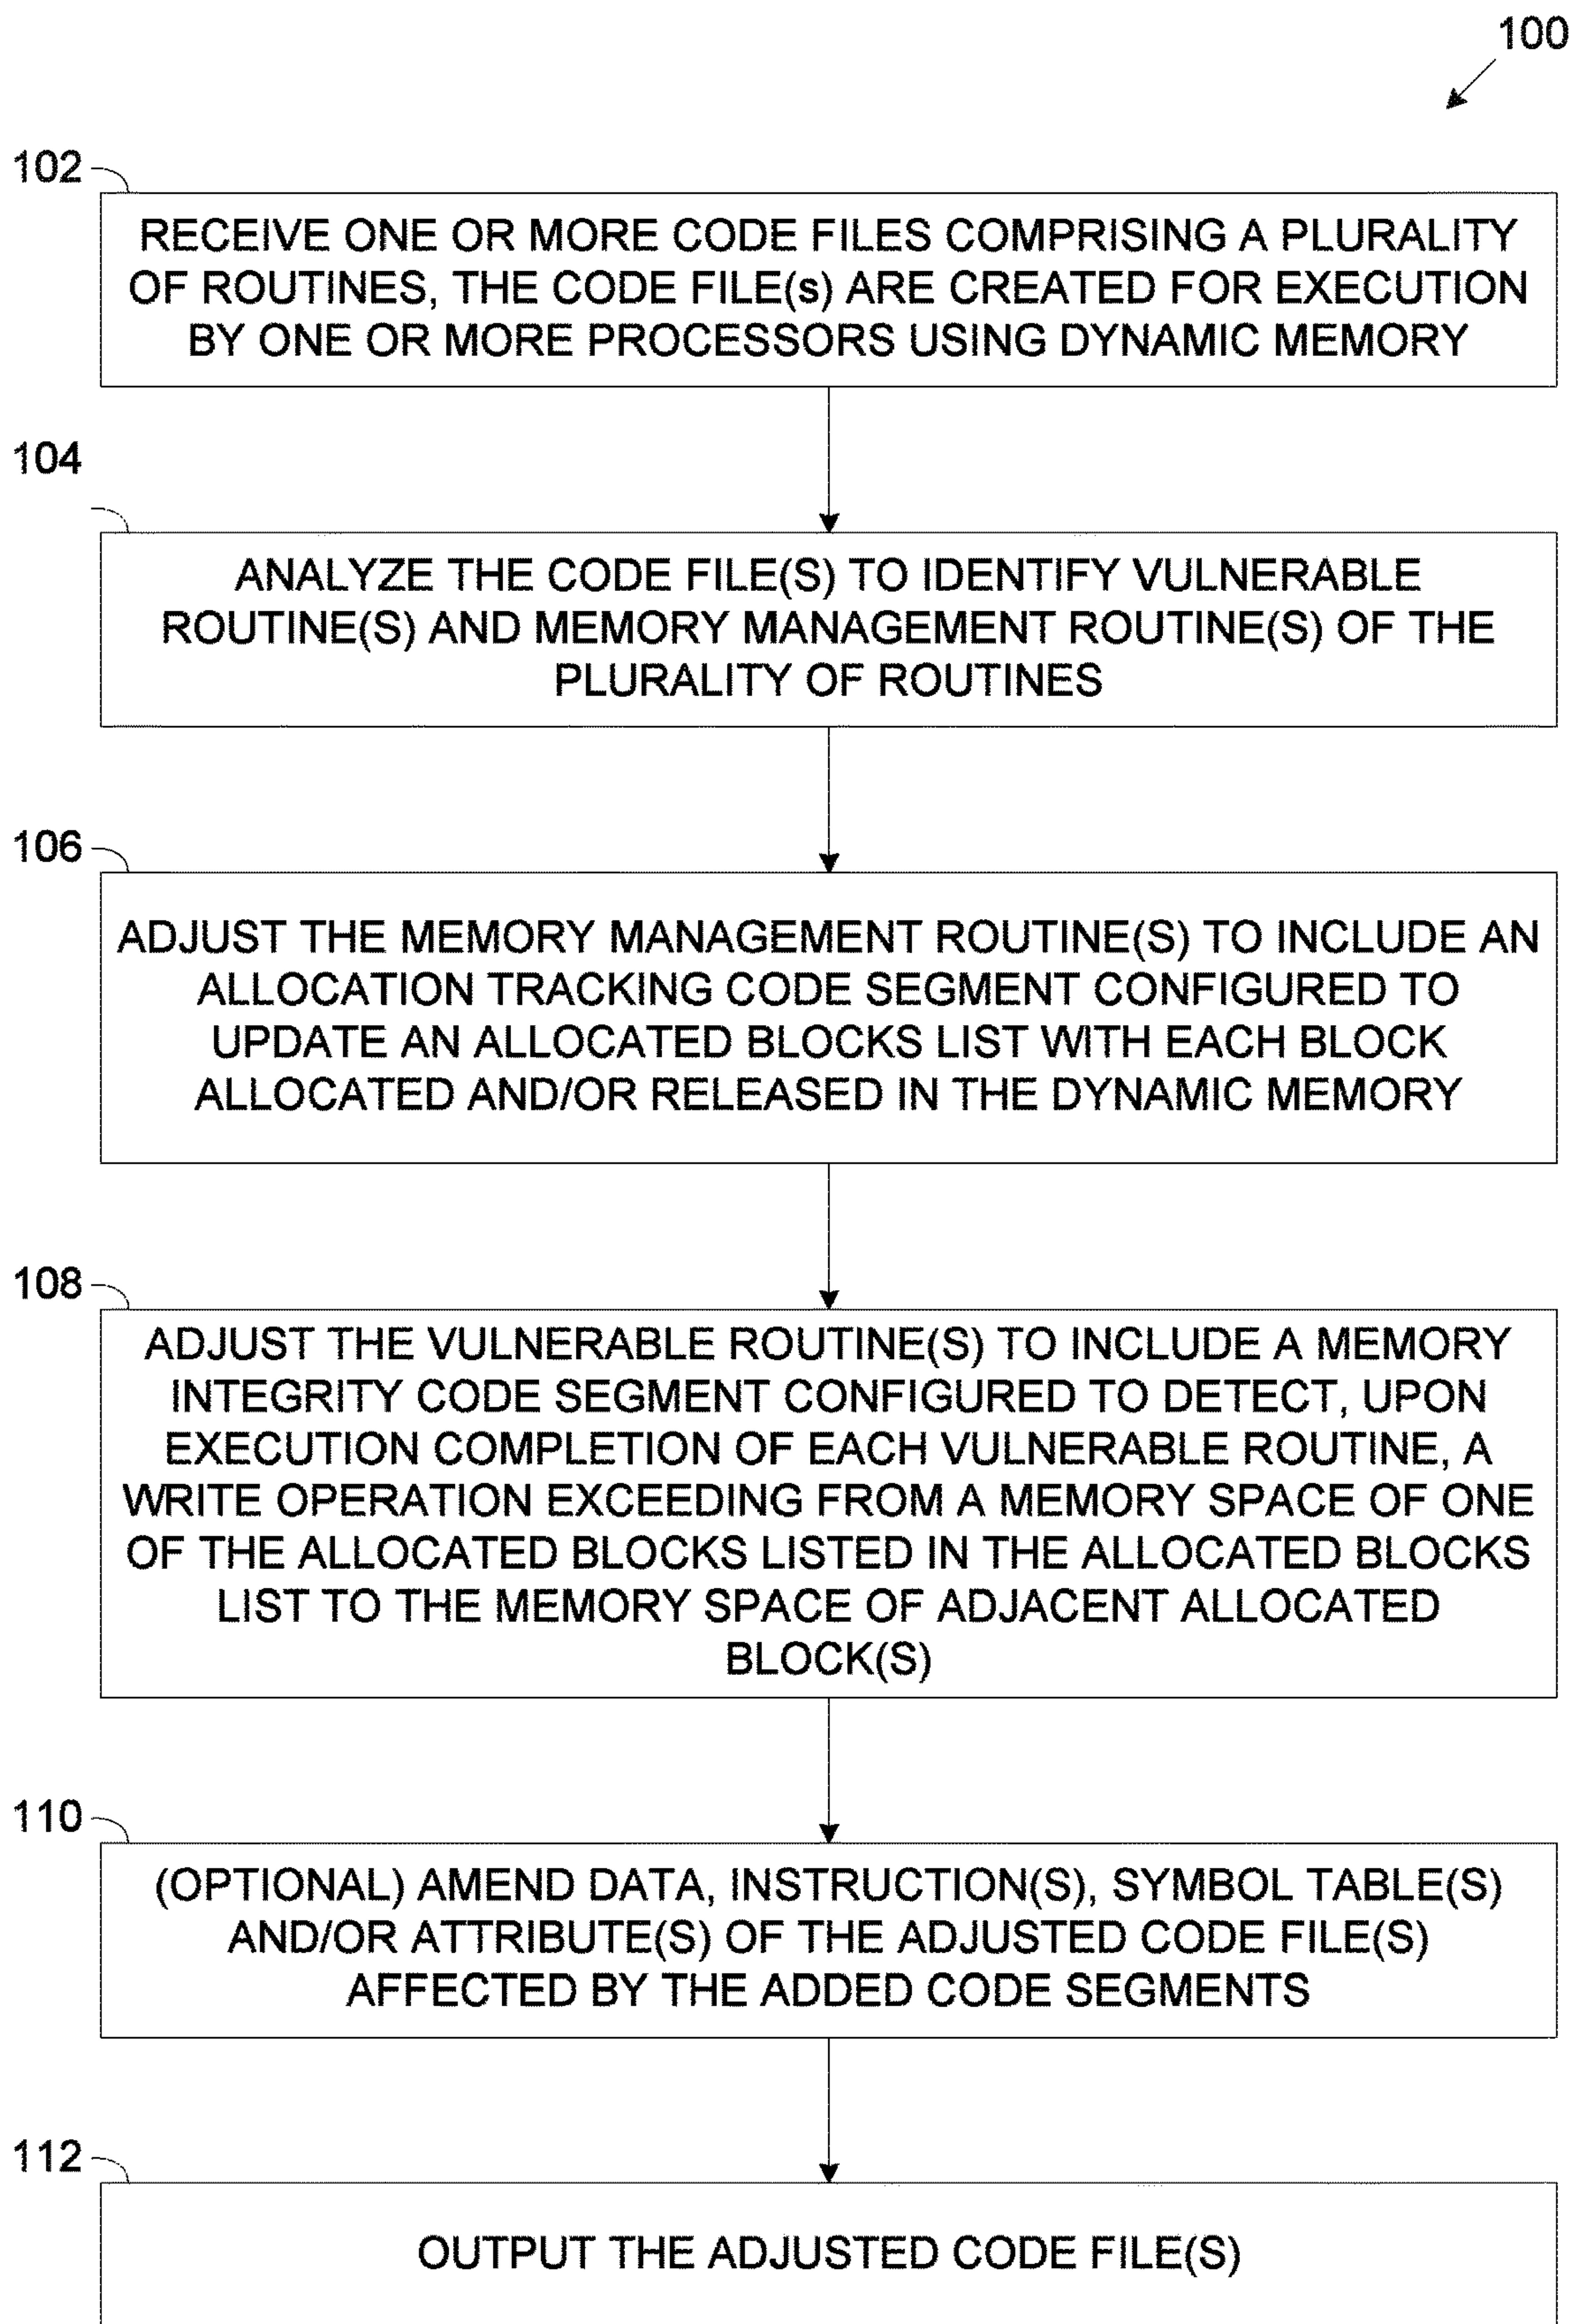 100
102
RECEIVE ONE OR MORE CODE FILES COMPRISING A PLURALITY
OF ROUTINES, THE CODE FILE(s) ARE CREATED FOR EXECUTION
BY ONE OR MORE PROCESSORS USING DYNAMIC MEMORY
104
ANALYZE THE CODE FILE(S) TO IDENTIFY VULNERABLE
ROUTINE(S) AND MEMORY MANAGEMENT ROUTINE(S) OF THE
PLURALITY OF ROUTINES
106
ADJUST THE MEMORY MANAGEMENT ROUTINE(S) TO INCLUDE AN
ALLOCATION TRACKING CODE SEGMENT CONFIGURED TO
UPDATE AN ALLOCATED BLOCKS LIST WITH EACH BLOCK
ALLOCATED AND/OR RELEASED IN THE DYNAMIC MEMORY
108
ADJUST THE VULNERABLE ROUTINE(S) TO INCLUDE A MEMORY
INTEGRITY CODE SEGMENT CONFIGURED TO DETECT, UPON
EXECUTION COMPLETION OF EACH VULNERABLE ROUTINE, A
WRITE OPERATION EXCEEDING FROM A MEMORY SPACE OF ONE
OF THE ALLOCATED BLOCKS LISTED IN THE ALLOCATED BLOCKS
LIST TO THE MEMORY SPACE OF ADJACENT ALLOCATED
BLOCK(S)
110
(OPTIONAL) AMEND DATA, INSTRUCTION(S), SYMBOL TABLE(S)
AND/OR ATTRIBUTE(S) OF THE ADJUSTED CODE FILE(S)
AFFECTED BY THE ADDED CODE SEGMENTS
112
OUTPUT THE ADJUSTED CODE FILE(S)